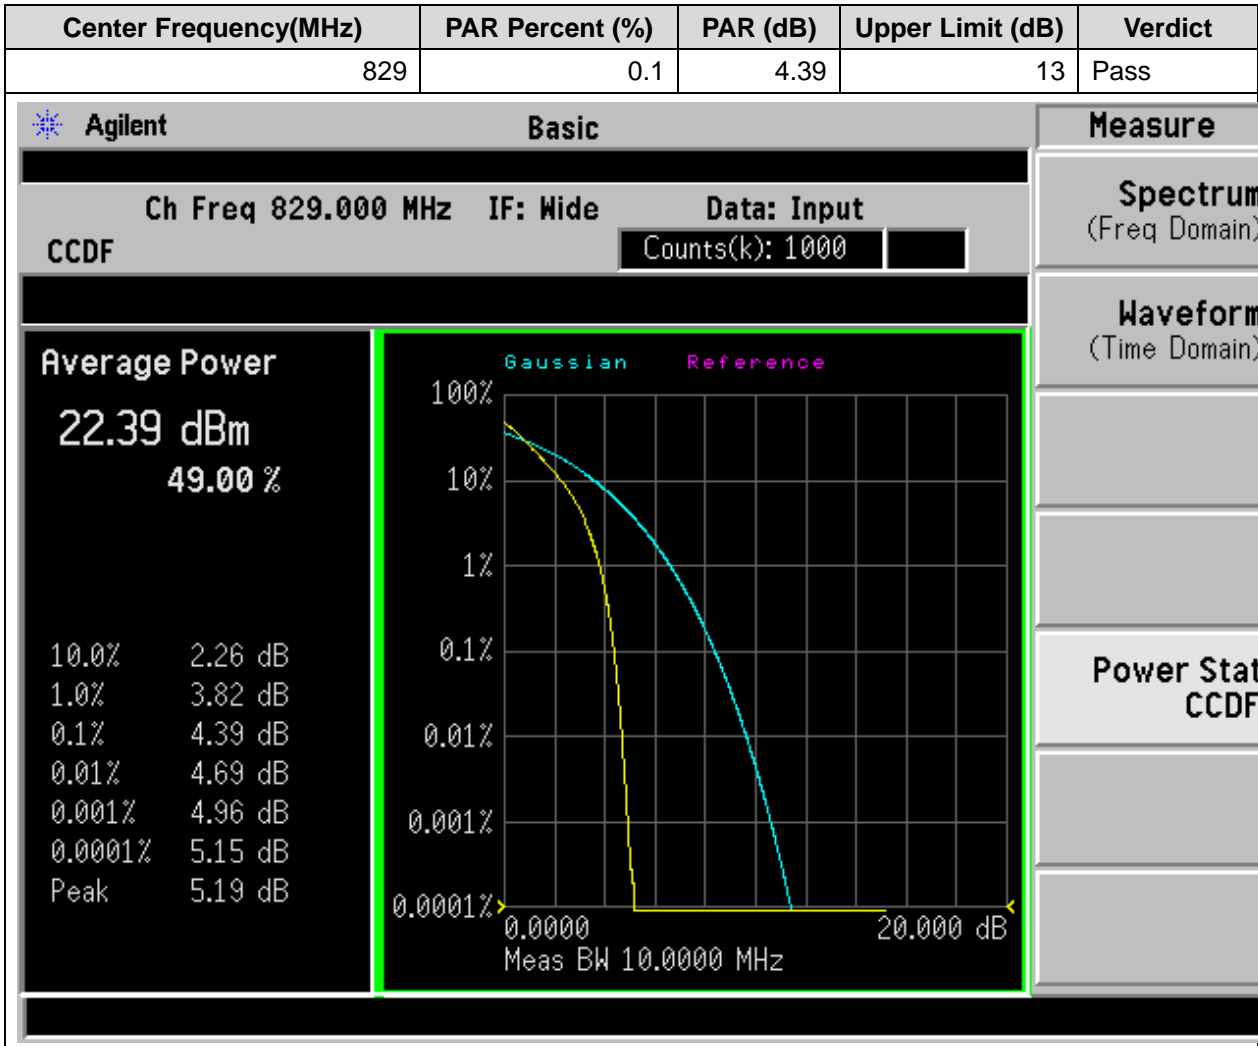 Center Frequency(MHz) PAR Percent (%) PAR (dB) Upper Limit (dB) Verdict
829 0.1 4.39 13 Pass
Agilent Basic Measure
Ch Freq 829.000 MHz IF: Wide Data: Input
CCDF Counts(k): 1000
Average Power
22.39 dBm
49.00 %
10.0% 2.26 dB
1.0% 3.82 dB
0.1% 4.39 dB
0.01% 4.69 dB
0.001% 4.96 dB
0.0001% 5.15 dB
Peak 5.19 dB
Gaussian Reference
100%
10%
1%
0.1%
0.01%
0.001%
0.0001%
0.0000 20.000 dB
Meas BW 10.0000 MHz
Spectrum
(Freq Domain)
Waveform
(Time Domain)
Power Stat
CCDF